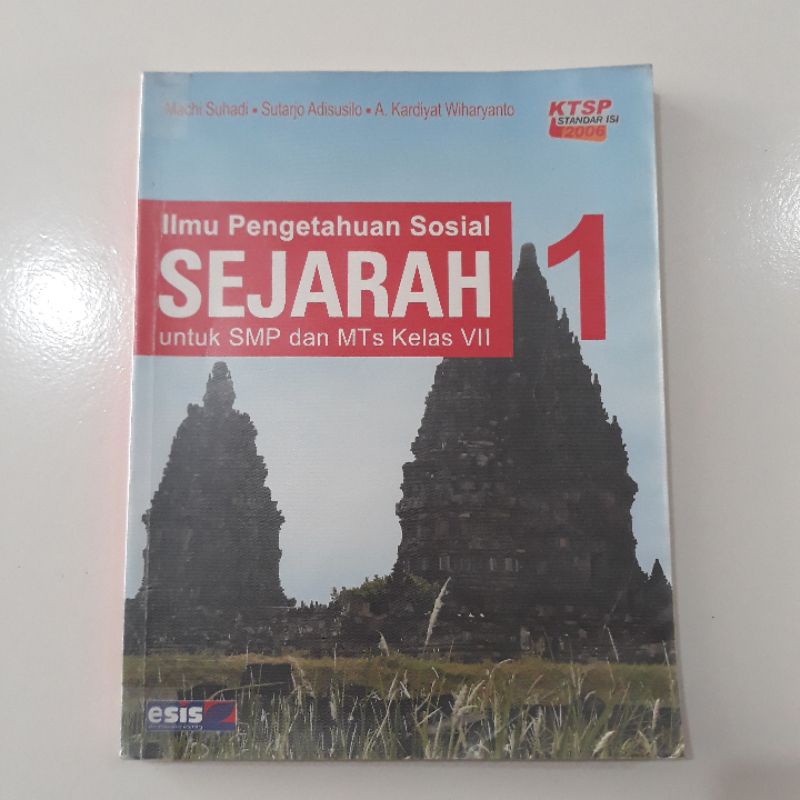 Machi Suhadi • Sutarjo Adisusilo • A. Kardiyat Wiharyanto
KTSP
STANDAR ISI
2006
Ilmu Pengetahuan Sosial
SEJARAH 1
untuk SMP dan MTs Kelas VII
esis